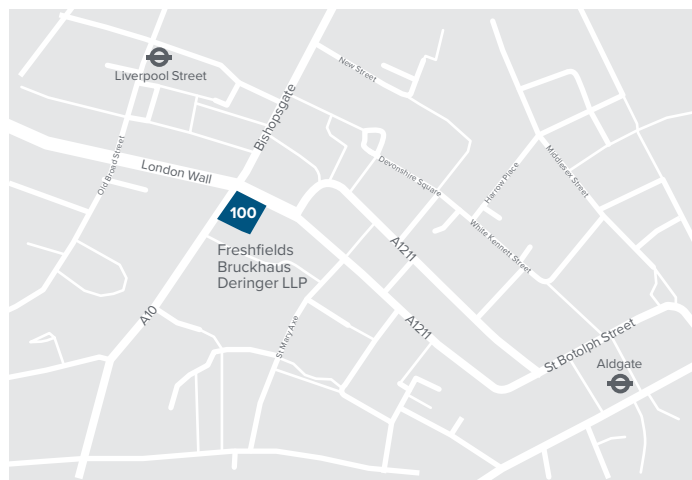 New Street
Liverpool Street
Bishopsgate
Old Broad Street
London Wall
Devonshire Square
Harrow Place
Middlesex Street
100
White Kennett Street
Freshfields
Bruckhaus
Deringer LLP
A1211
A10
St Mary Axe
A1211
St Botolph Street
Aldgate